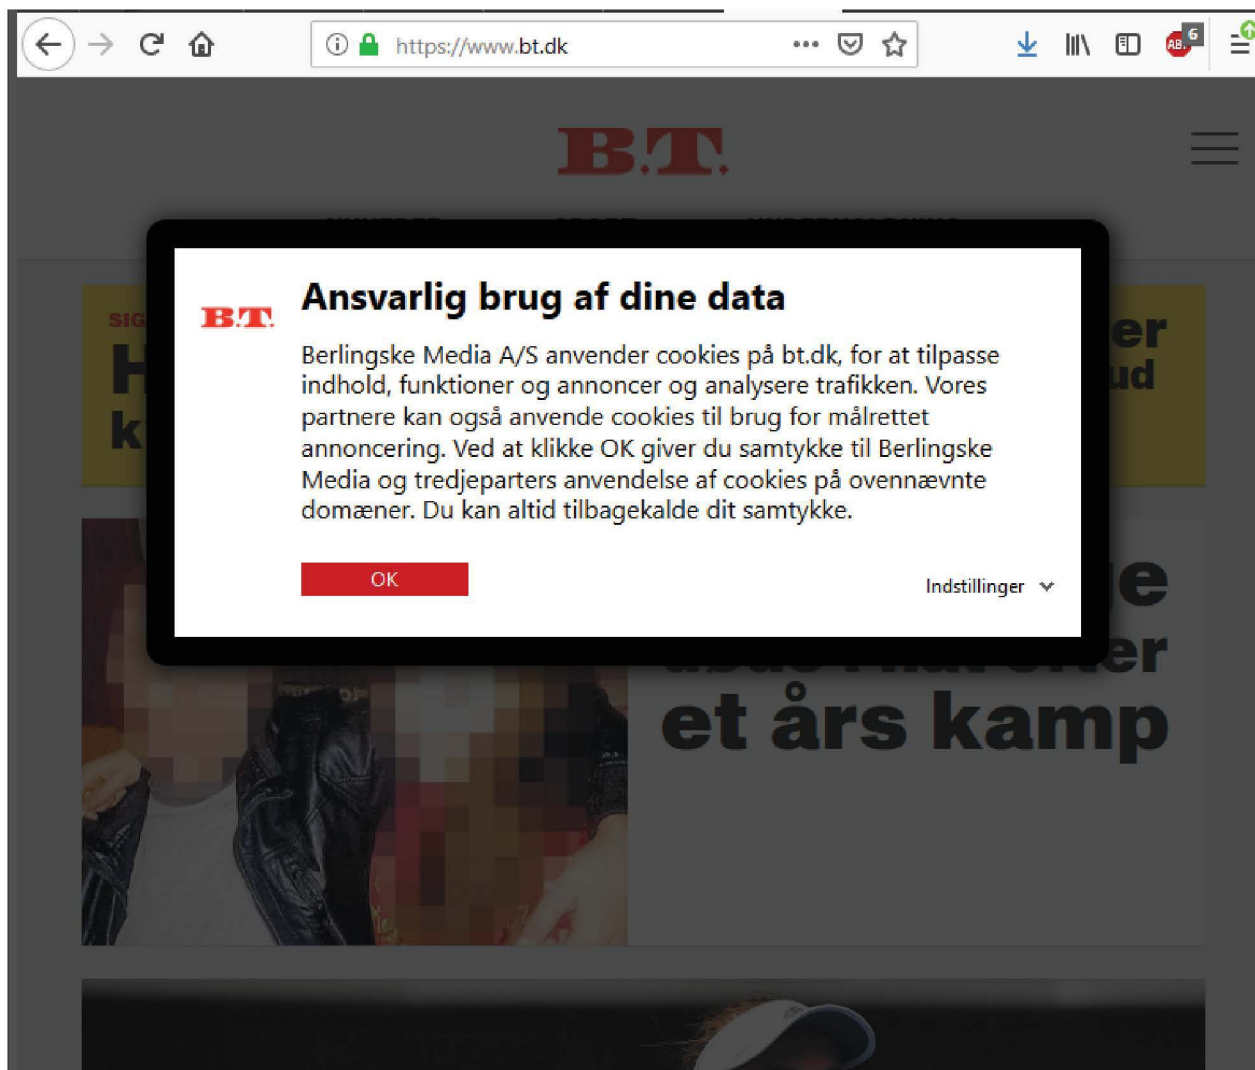 https://www.bt.dk
6
B.T.
B.T.
Ansvarlig brug af dine data
Berlingske Media A/S anvender cookies på bt.dk, for at tilpasse
indhold, funktioner og annoncer og analysere trafikken. Vores
partnere kan også anvende cookies til brug for målrettet
annoncering. Ved at klikke OK giver du samtykke til Berlingske
Media og tredjeparters anvendelse af cookies på ovennævnte
domæner. Du kan altid tilbagekalde dit samtykke.
OK
Indstillinger
et års kamp